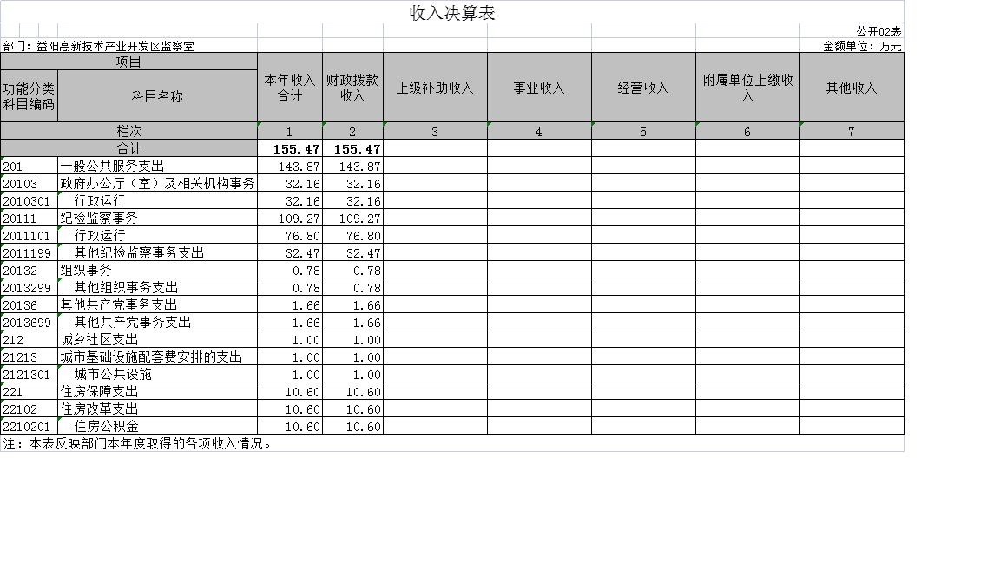 收入决算表
公开02表
部门：益阳高新技术产业开发区监察室 金额单位：万元
项目
功能分类科目编码 科目名称 本年收入合计 财政拨款收入 上级补助收入 事业收入 经营收入 附属单位上缴收入 其他收入
栏次 1 2 3 4 5 6 7
合计 155.47 155.47
201 一般公共服务支出 143.87 143.87
20103 政府办公厅（室）及相关机构事务 32.16 32.16
2010301 行政运行 32.16 32.16
20111 纪检监察事务 109.27 109.27
2011101 行政运行 76.80 76.80
2011199 其他纪检监察事务支出 32.47 32.47
20132 组织事务 0.78 0.78
2013299 其他组织事务支出 0.78 0.78
20136 其他共产党事务支出 1.66 1.66
2013699 其他共产党事务支出 1.66 1.66
212 城乡社区支出 1.00 1.00
21213 城市基础设施配套费安排的支出 1.00 1.00
2121301 城市公共设施 1.00 1.00
221 住房保障支出 10.60 10.60
22102 住房改革支出 10.60 10.60
2210201 住房公积金 10.60 10.60
注：本表反映部门本年度取得的各项收入情况。